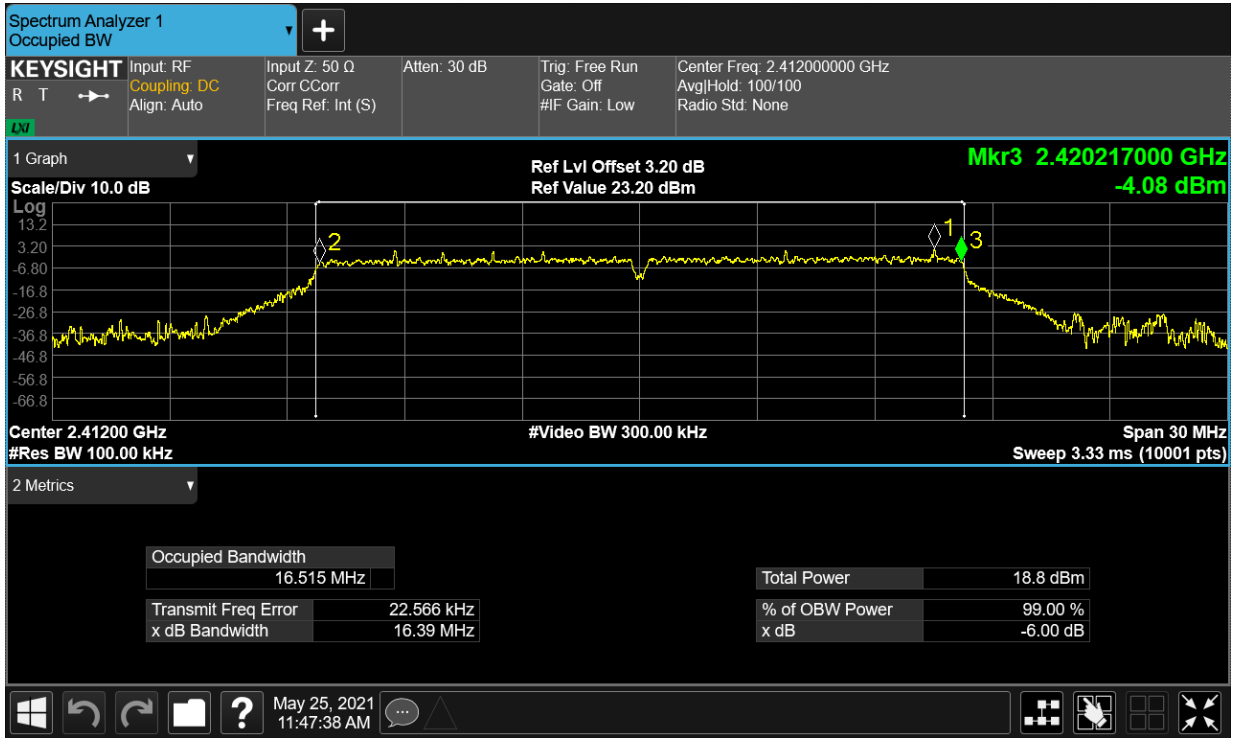 Spectrum Analyzer 1
Occupied BW
+
KEYSIGHT
R T
LXI
Input: RF
Coupling: DC
Align: Auto
Input Z: 50 Ω
Corr CCorr
Freq Ref: Int (S)
Atten: 30 dB
Trig: Free Run
Gate: Off
#IF Gain: Low
Center Freq: 2.412000000 GHz
Avg|Hold: 100/100
Radio Std: None
1 Graph
Scale/Div 10.0 dB
Ref Lvl Offset 3.20 dB
Ref Value 23.20 dBm
Mkr3 2.420217000 GHz
-4.08 dBm
Log
13.2
3.20
-6.80
-16.8
-26.8
-36.8
-46.8
-56.8
-66.8
2
1
3
Center 2.41200 GHz
#Video BW 300.00 kHz
Span 30 MHz
#Res BW 100.00 kHz
Sweep 3.33 ms (10001 pts)
2 Metrics
Occupied Bandwidth
16.515 MHz
Transmit Freq Error 22.566 kHz
x dB Bandwidth 16.39 MHz
Total Power 18.8 dBm
% of OBW Power 99.00 %
x dB -6.00 dB
?
May 25, 2021
11:47:38 AM